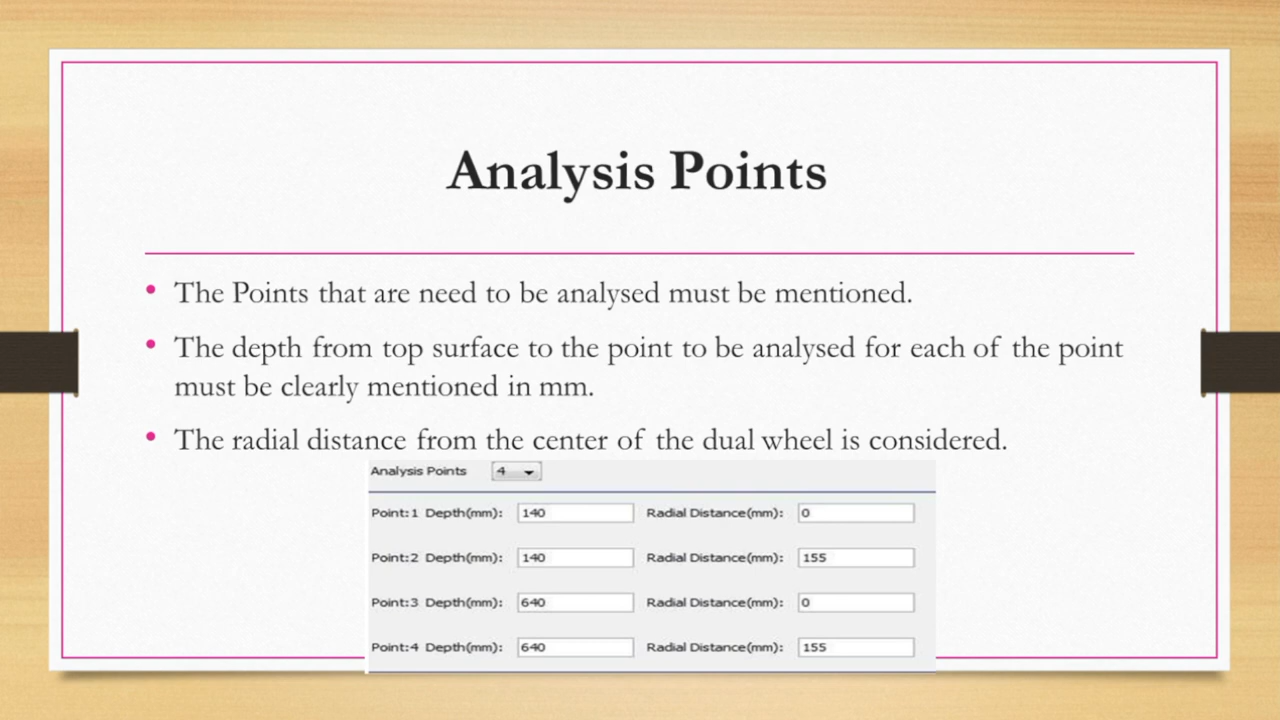 Analysis Points
• The Points that are need to be analysed must be mentioned.
• The depth from top surface to the point to be analysed for each of the point
must be clearly mentioned in mm.
• The radial distance from the center of the dual wheel is considered.
Analysis Points 4
Point:1 Depth(mm): 140 Radial Distance(mm): 0
Point:2 Depth(mm): 140 Radial Distance(mm): 155
Point:3 Depth(mm): 640 Radial Distance(mm): 0
Point:4 Depth(mm): 640 Radial Distance(mm): 155